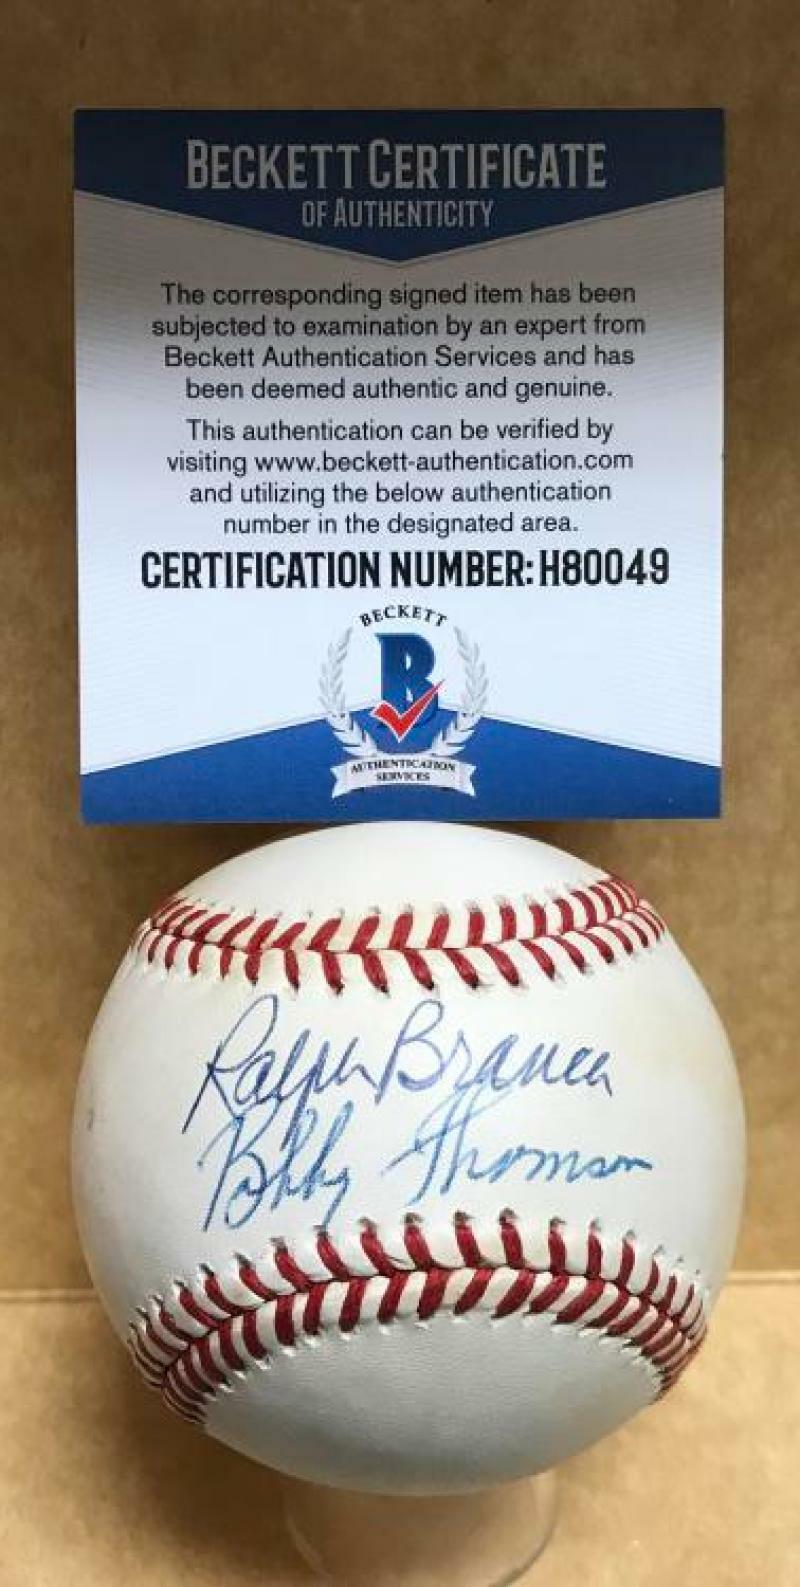 BECKETT CERTIFICATE
OF AUTHENTICITY
The corresponding signed item has been
subjected to examination by an expert from
Beckett Authentication Services and has
been deemed authentic and genuine.
This authentication can be verified by
visiting www.beckett-authentication.com
and utilizing the below authentication
number in the designated area.
CERTIFICATION NUMBER: H80049
BECKETT
B
AUTHENTICATION
SERVICES
Ralph Branca
Bobby Thomson